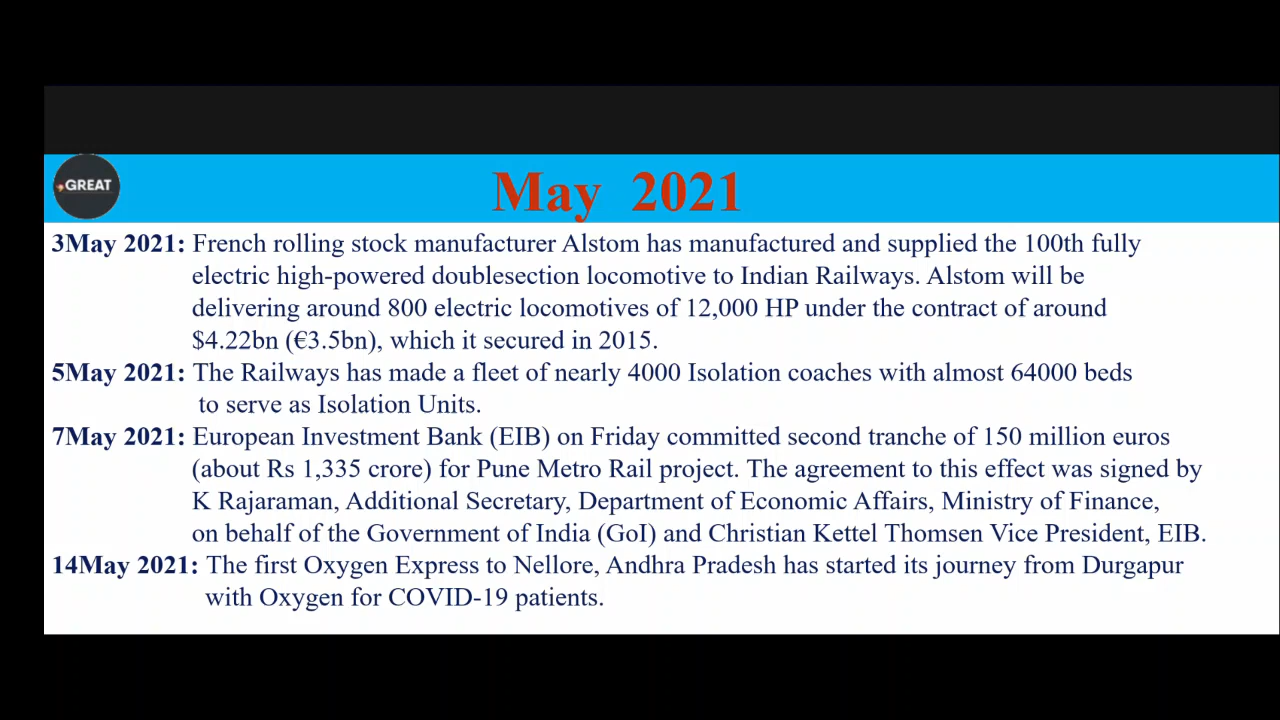 GREAT
May 2021
3May 2021: French rolling stock manufacturer Alstom has manufactured and supplied the 100th fully
electric high-powered doublesection locomotive to Indian Railways. Alstom will be
delivering around 800 electric locomotives of 12,000 HP under the contract of around
$4.22bn (€3.5bn), which it secured in 2015.
5May 2021: The Railways has made a fleet of nearly 4000 Isolation coaches with almost 64000 beds
to serve as Isolation Units.
7May 2021: European Investment Bank (EIB) on Friday committed second tranche of 150 million euros
(about Rs 1,335 crore) for Pune Metro Rail project. The agreement to this effect was signed by
K Rajaraman, Additional Secretary, Department of Economic Affairs, Ministry of Finance,
on behalf of the Government of India (GoI) and Christian Kettel Thomsen Vice President, EIB.
14May 2021: The first Oxygen Express to Nellore, Andhra Pradesh has started its journey from Durgapur
with Oxygen for COVID-19 patients.